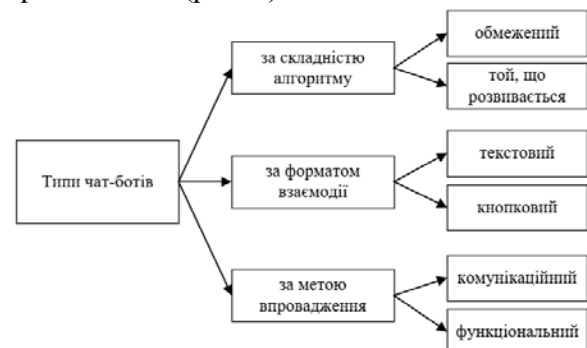 обмежений
за складністю
алгоритму
той, що
розвивається
Типи чат-ботів
за форматом
взаємодії
текстовий
кнопковий
за метою
впровадження
комунікаційний
функціональний